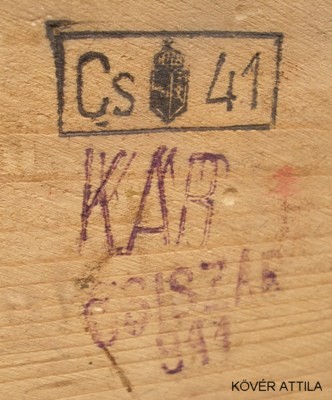 Cs 41
KAR
CSISZÁR
941
KÖVÉR ATTILA